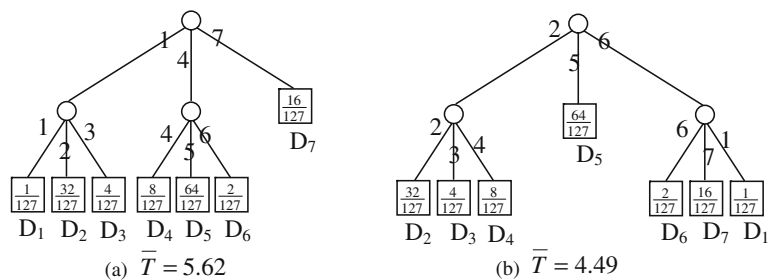 1 7 2 6
4 5
16/127
64/127
D₇
D₅
1 3 2 4 6 1
2 4 6 3 7
5
1/127 32/127 4/127 8/127 64/127 2/127 32/127 4/127 8/127 2/127 16/127 1/127
D₁ D₂ D₃ D₄ D₅ D₆ D₂ D₃ D₄ D₆ D₇ D₁
(a) T̅ = 5.62
(b) T̅ = 4.49